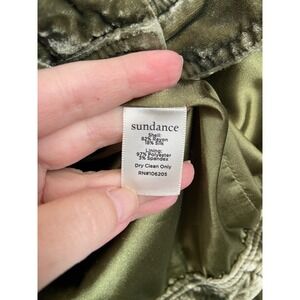 sundance
Shell:
82% Rayon
18% Silk
Lining:
97% Polyester
3% Spandex
Dry Clean Only
RN#106205